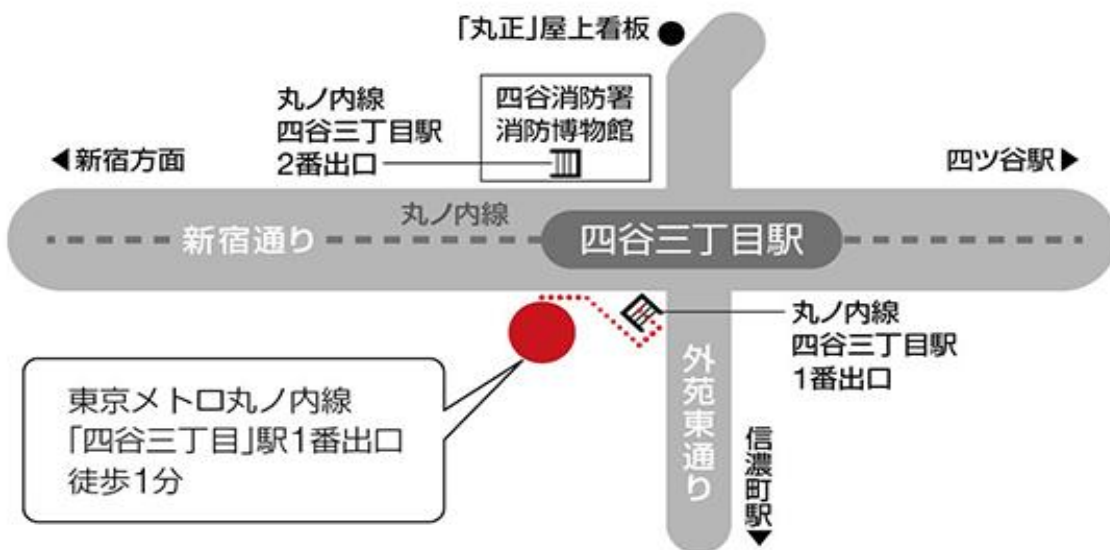 「丸正」屋上看板
丸ノ内線
四谷三丁目駅
2番出口
四谷消防署
消防博物館
◀新宿方面
四ツ谷駅▶
丸ノ内線
新宿通り
四谷三丁目駅
丸ノ内線
四谷三丁目駅
1番出口
外苑東通り
信濃町駅▼
東京メトロ丸ノ内線
「四谷三丁目」駅1番出口
徒歩1分